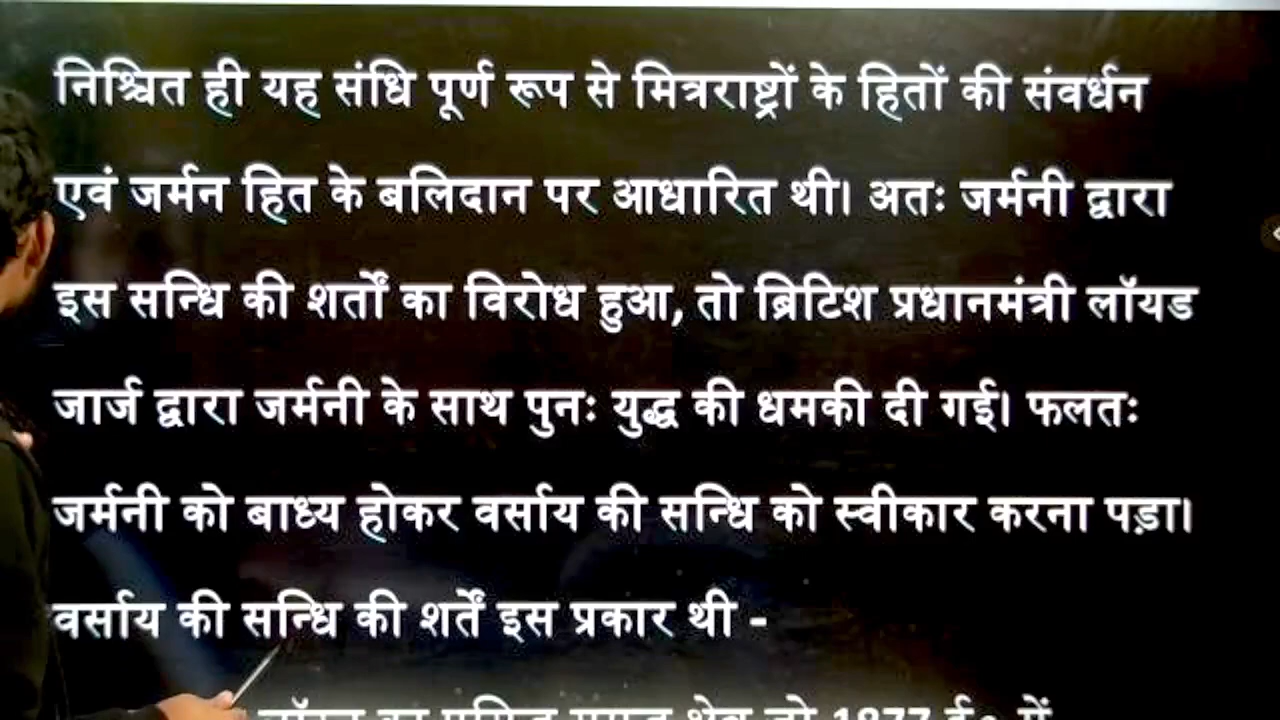 निश्चित ही यह संधि पूर्ण रूप से मित्रराष्ट्रों के हितों की संवर्धन
एवं जर्मन हित के बलिदान पर आधारित थी। अतः जर्मनी द्वारा
इस सन्धि की शर्तों का विरोध हुआ, तो ब्रिटिश प्रधानमंत्री लॉयड
जार्ज द्वारा जर्मनी के साथ पुनः युद्ध की धमकी दी गई। फलतः
जर्मनी को बाध्य होकर वर्साय की सन्धि को स्वीकार करना पड़ा।
वर्साय की सन्धि की शर्तें इस प्रकार थी -